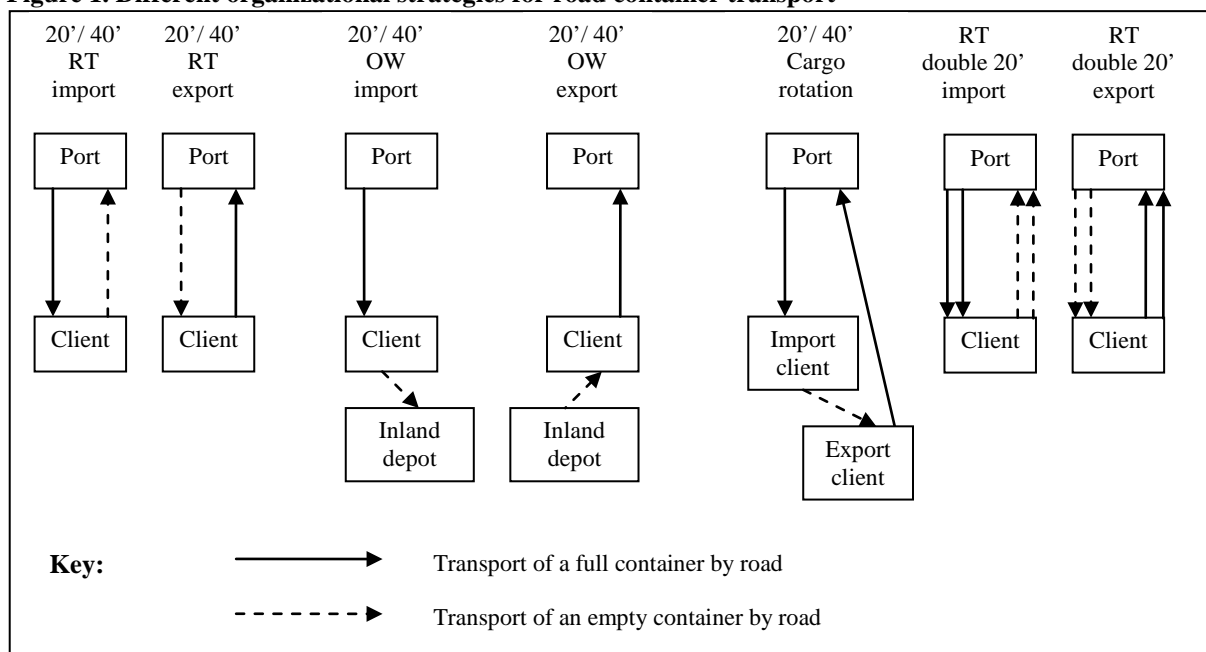 Figure 1. Different organizational strategies for road container transport
20’/ 40’
RT
import
20’/ 40’
RT
export
20’/ 40’
OW
import
20’/ 40’
OW
export
20’/ 40’
Cargo
rotation
RT
double 20’
import
RT
double 20’
export
Port
Port
Port
Port
Port
Port
Port
Client
Client
Client
Client
Import
client
Client
Client
Inland
depot
Inland
depot
Export
client
Key:
Transport of a full container by road
Transport of an empty container by road